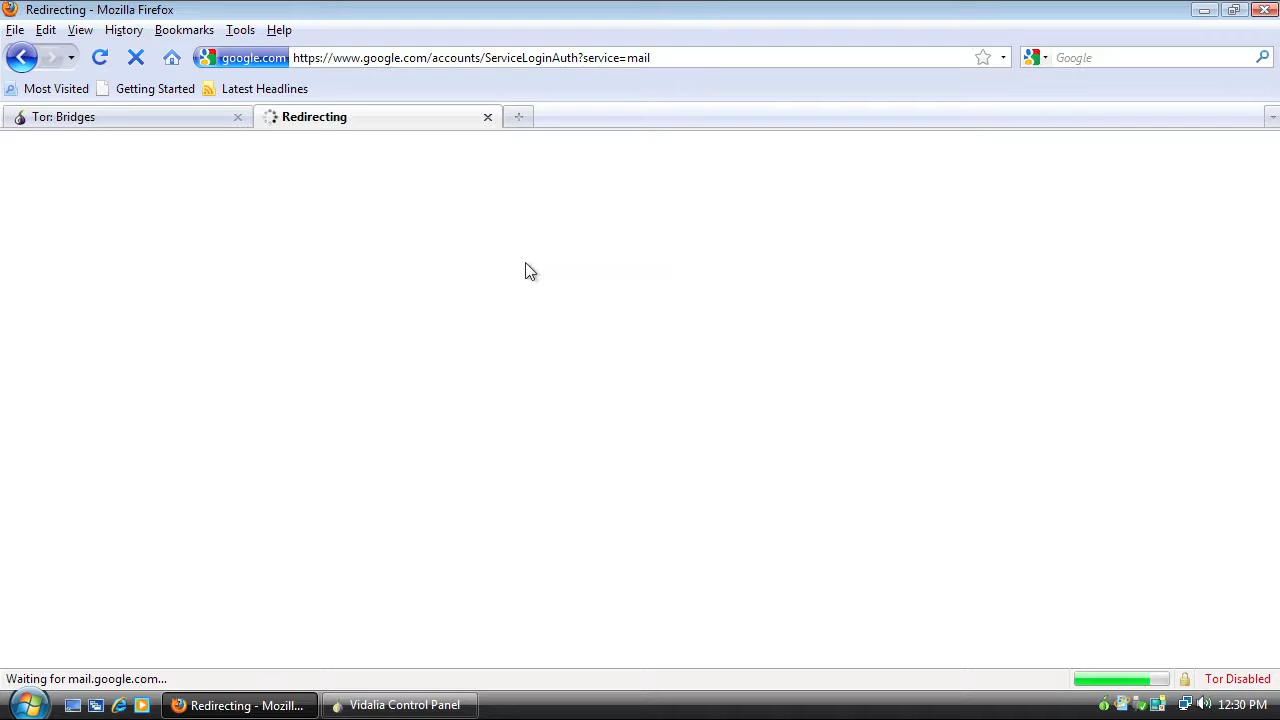 Redirecting - Mozilla Firefox
File Edit View History Bookmarks Tools Help
google.com https://www.google.com/accounts/ServiceLoginAuth?service=mail Google
Most Visited Getting Started Latest Headlines
Tor: Bridges Redirecting
Waiting for mail.google.com... Tor Disabled
Redirecting - Mozill... Vidalia Control Panel 12:30 PM